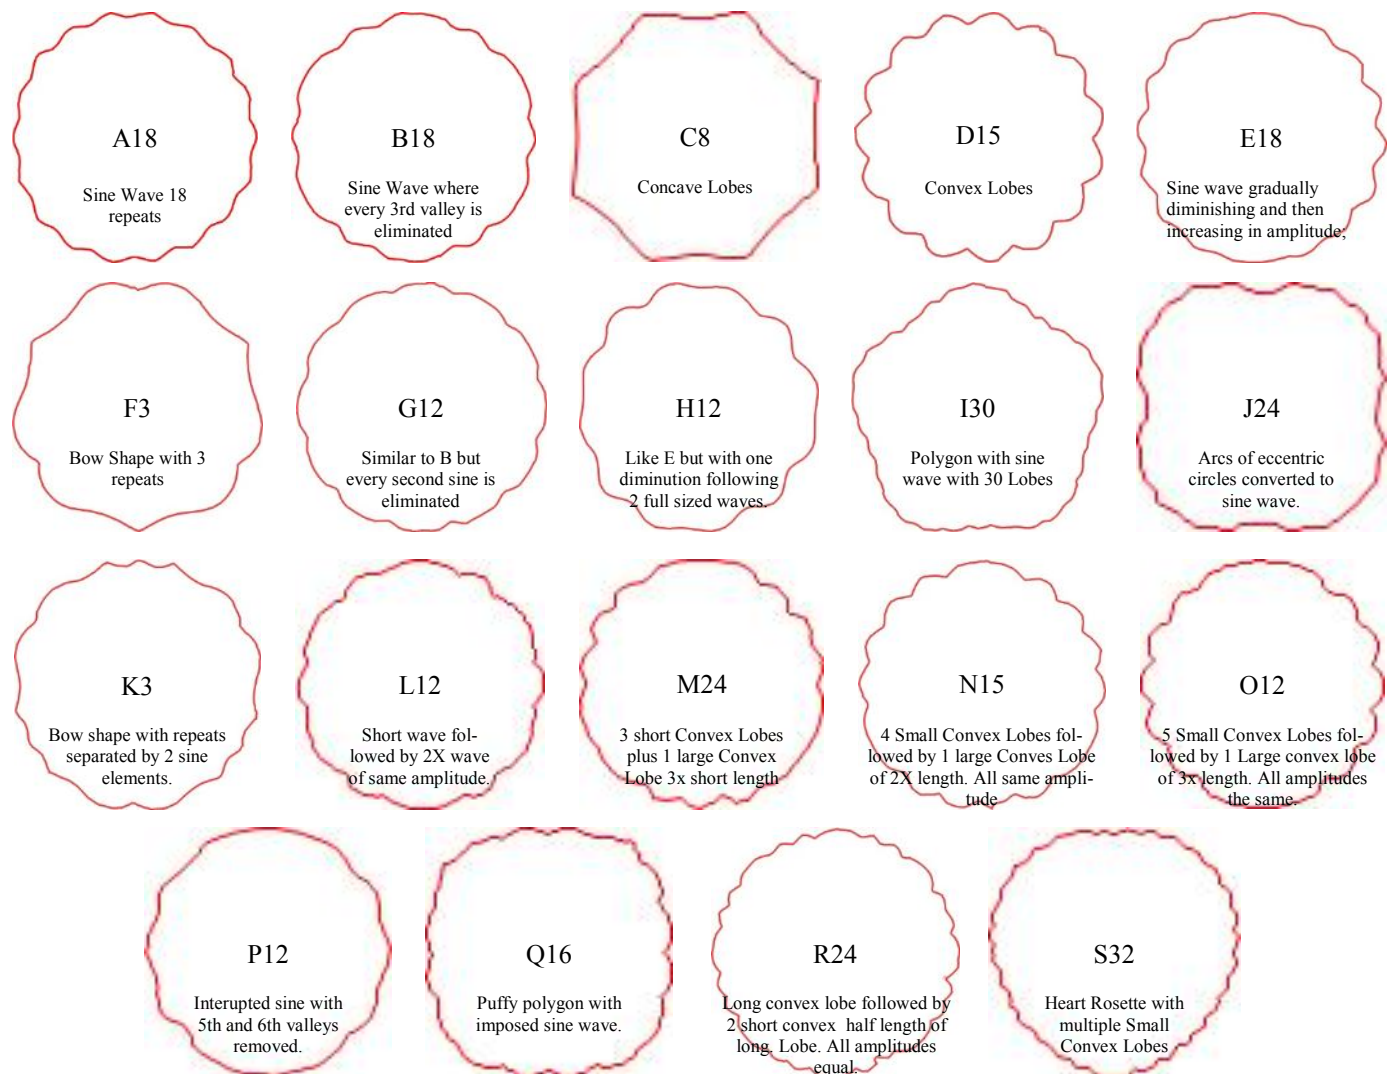 A18
Sine Wave 18
repeats
B18
Sine Wave where
every 3rd valley is
eliminated
C8
Concave Lobes
D15
Convex Lobes
E18
Sine wave gradually
diminishing and then
increasing in amplitude;
F3
Bow Shape with 3
repeats
G12
Similar to B but
every second sine is
eliminated
H12
Like E but with one
diminution following
2 full sized waves.
I30
Polygon with sine
wave with 30 Lobes
J24
Arcs of eccentric
circles converted to
sine wave.
K3
Bow shape with repeats
separated by 2 sine
elements.
L12
Short wave fol-
lowed by 2X wave
of same amplitude.
M24
3 short Convex Lobes
plus 1 large Convex
Lobe 3x short length
N15
4 Small Convex Lobes fol-
lowed by 1 large Conves Lobe
of 2X length. All same ampli-
tude
O12
5 Small Convex Lobes fol-
lowed by 1 Large convex lobe
of 3x length. All amplitudes
the same.
P12
Interupted sine with
5th and 6th valleys
removed.
Q16
Puffy polygon with
imposed sine wave.
R24
Long convex lobe followed by
2 short convex  half length of
long. Lobe. All amplitudes
equal.
S32
Heart Rosette with
multiple Small
Convex Lobes